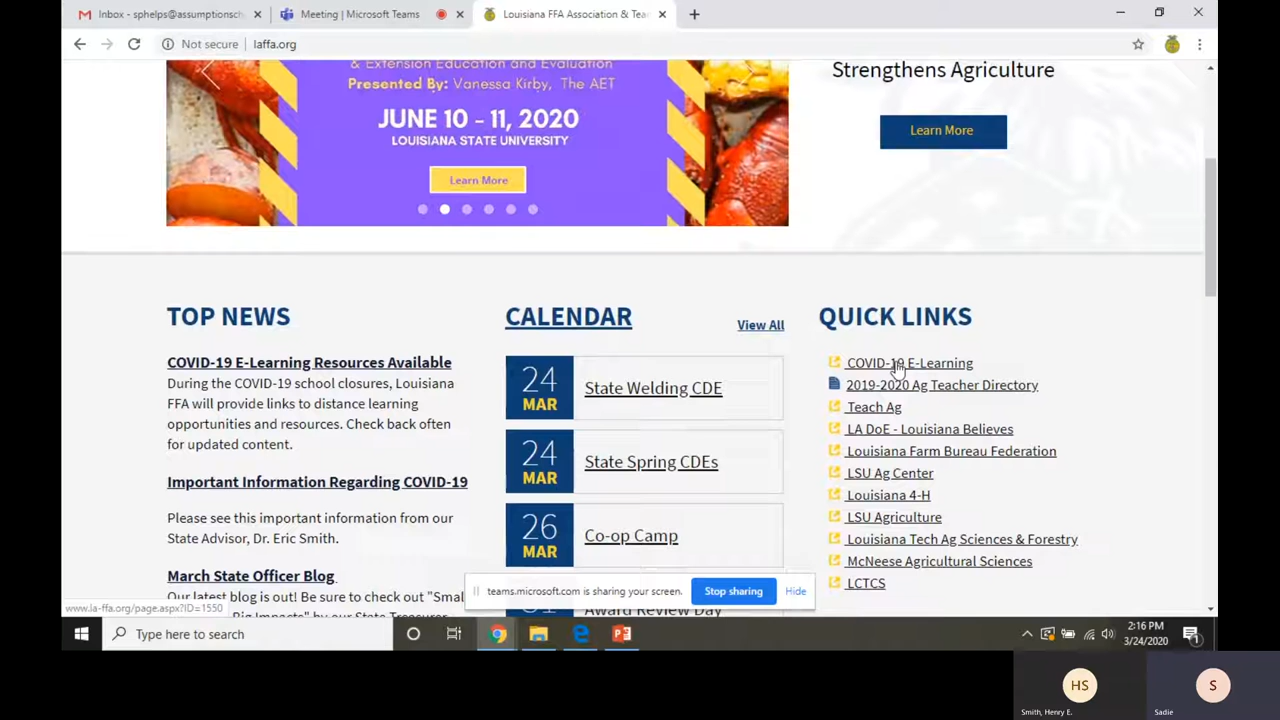 Inbox - sphelps@assumptionsch
Meeting | Microsoft Teams
Louisiana FFA Association & Tea
Not secure
laffa.org
& Extension Education and Evaluation
Presented By: Vanessa Kirby, The AET
JUNE 10 - 11, 2020
LOUISIANA STATE UNIVERSITY
Learn More
Strengthens Agriculture
Learn More
TOP NEWS
COVID-19 E-Learning Resources Available
During the COVID-19 school closures, Louisiana
FFA will provide links to distance learning
opportunities and resources. Check back often
for updated content.
Important Information Regarding COVID-19
Please see this important information from our
State Advisor, Dr. Eric Smith.
March State Officer Blog
Our latest blog is out! Be sure to check out "Small
Big Impacts" by our State Treasurer
CALENDAR
View All
24
MAR
State Welding CDE
24
MAR
State Spring CDEs
26
MAR
Co-op Camp
31
Award Review Day
QUICK LINKS
COVID-19 E-Learning
2019-2020 Ag Teacher Directory
Teach Ag
LA DoE - Louisiana Believes
Louisiana Farm Bureau Federation
LSU Ag Center
Louisiana 4-H
LSU Agriculture
Louisiana Tech Ag Sciences & Forestry
McNeese Agricultural Sciences
LCTCS
teams.microsoft.com is sharing your screen.
Stop sharing
Hide
www.la-ffa.org/page.aspx?ID=1550
Type here to search
2:16 PM
3/24/2020
1
HS
Smith, Henry E.
S
Sadie